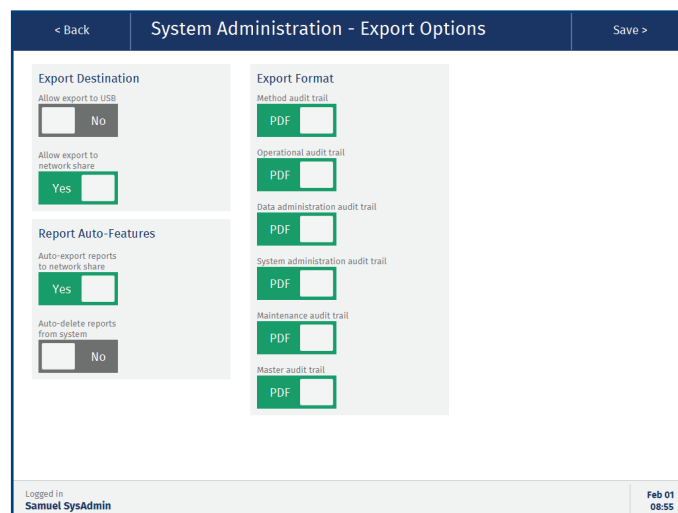 < Back
System Administration - Export Options
Save >
Export Destination
Allow export to USB
No
Allow export to
network share
Yes
Report Auto-Features
Auto-export reports
to network share
Yes
Auto-delete reports
from system
No
Export Format
Method audit trail
PDF
Operational audit trail
PDF
Data administration audit trail
PDF
System administration audit trail
PDF
Maintenance audit trail
PDF
Master audit trail
PDF
Logged in
Samuel SysAdmin
Feb 01
08:55